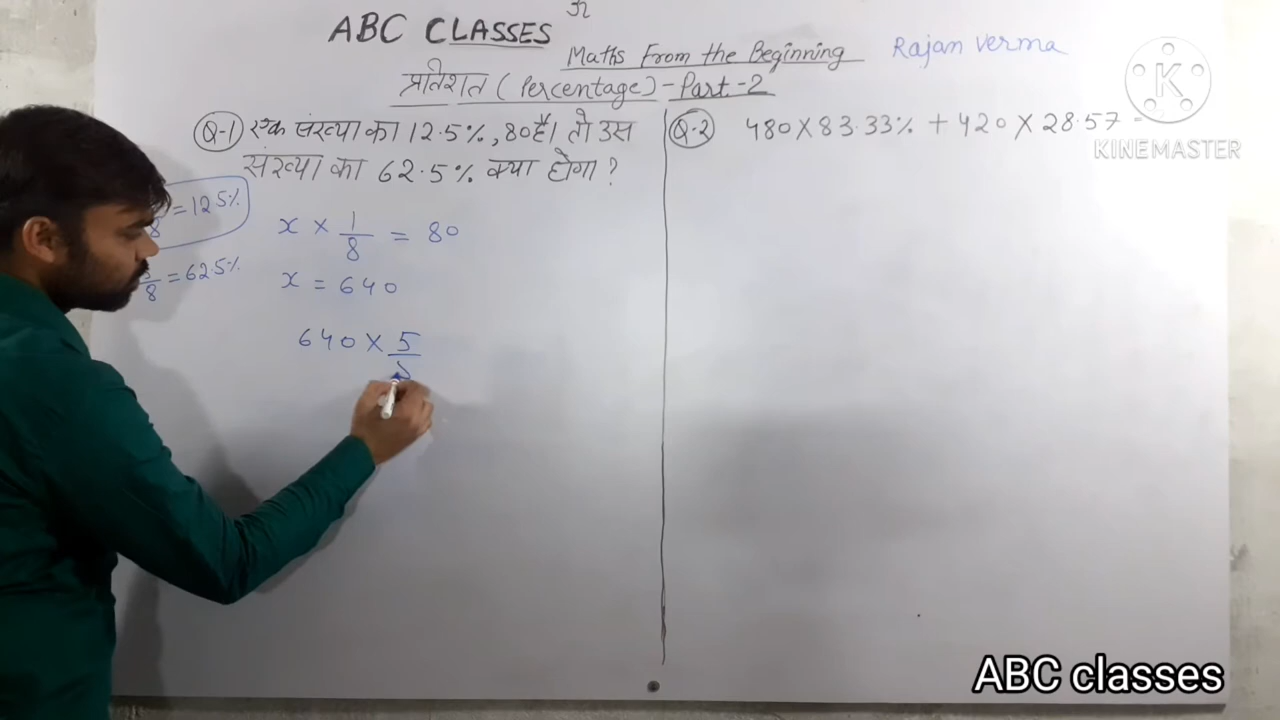 ABC CLASSES
Maths From the Beginning
Rajan Verma
प्रतिशत (Percentage) - Part-2
K
KINEMASTER
Q-1 एक संख्या का 12.5%, 80 है। तो उस
संख्या का 62.5% क्या होगा?
8 = 12.5%
8 = 62.5%
x × 1/8 = 80
x = 640
640 × 5
Q-2 480 × 83.33% + 420 × 28.57
ABC classes